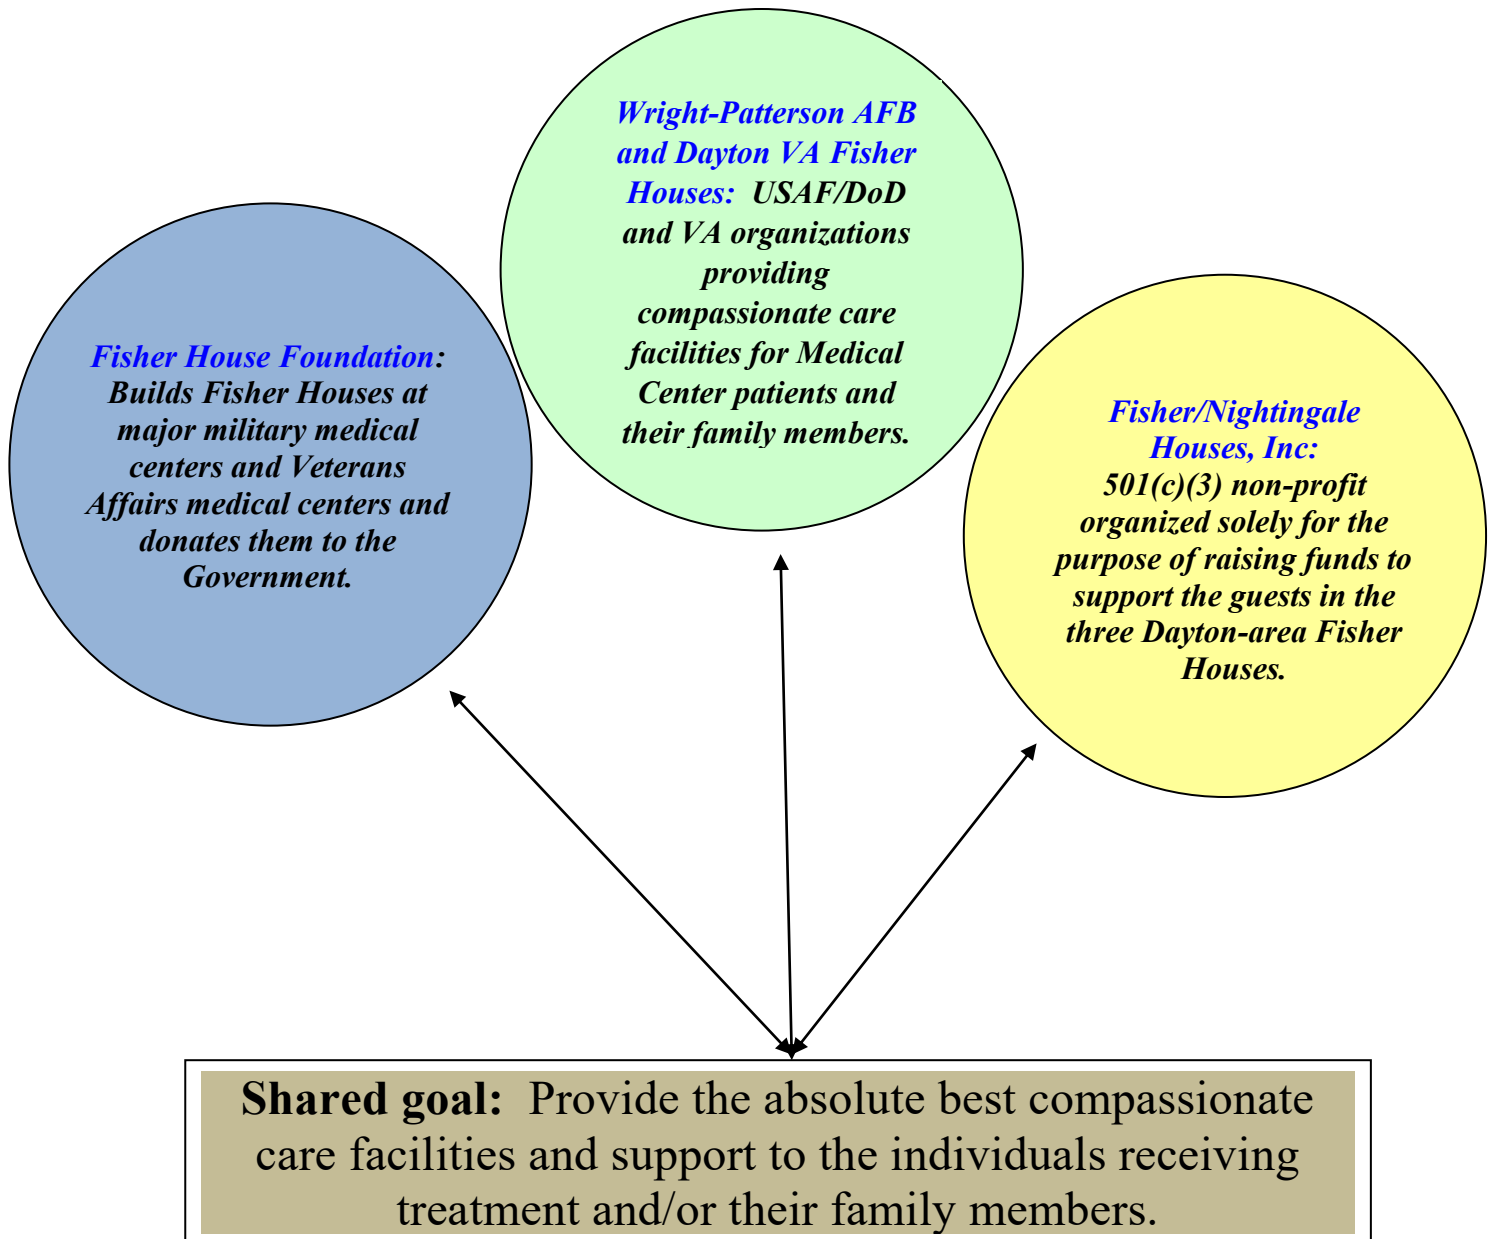 Wright-Patterson AFB
and Dayton VA Fisher
Houses: USAF/DoD
and VA organizations
providing
compassionate care
facilities for Medical
Center patients and
their family members.
Fisher House Foundation:
Builds Fisher Houses at
major military medical
centers and Veterans
Affairs medical centers and
donates them to the
Government.
Fisher/Nightingale
Houses, Inc:
501(c)(3) non-profit
organized solely for the
purpose of raising funds to
support the guests in the
three Dayton-area Fisher
Houses.
Shared goal: Provide the absolute best compassionate
care facilities and support to the individuals receiving
treatment and/or their family members.